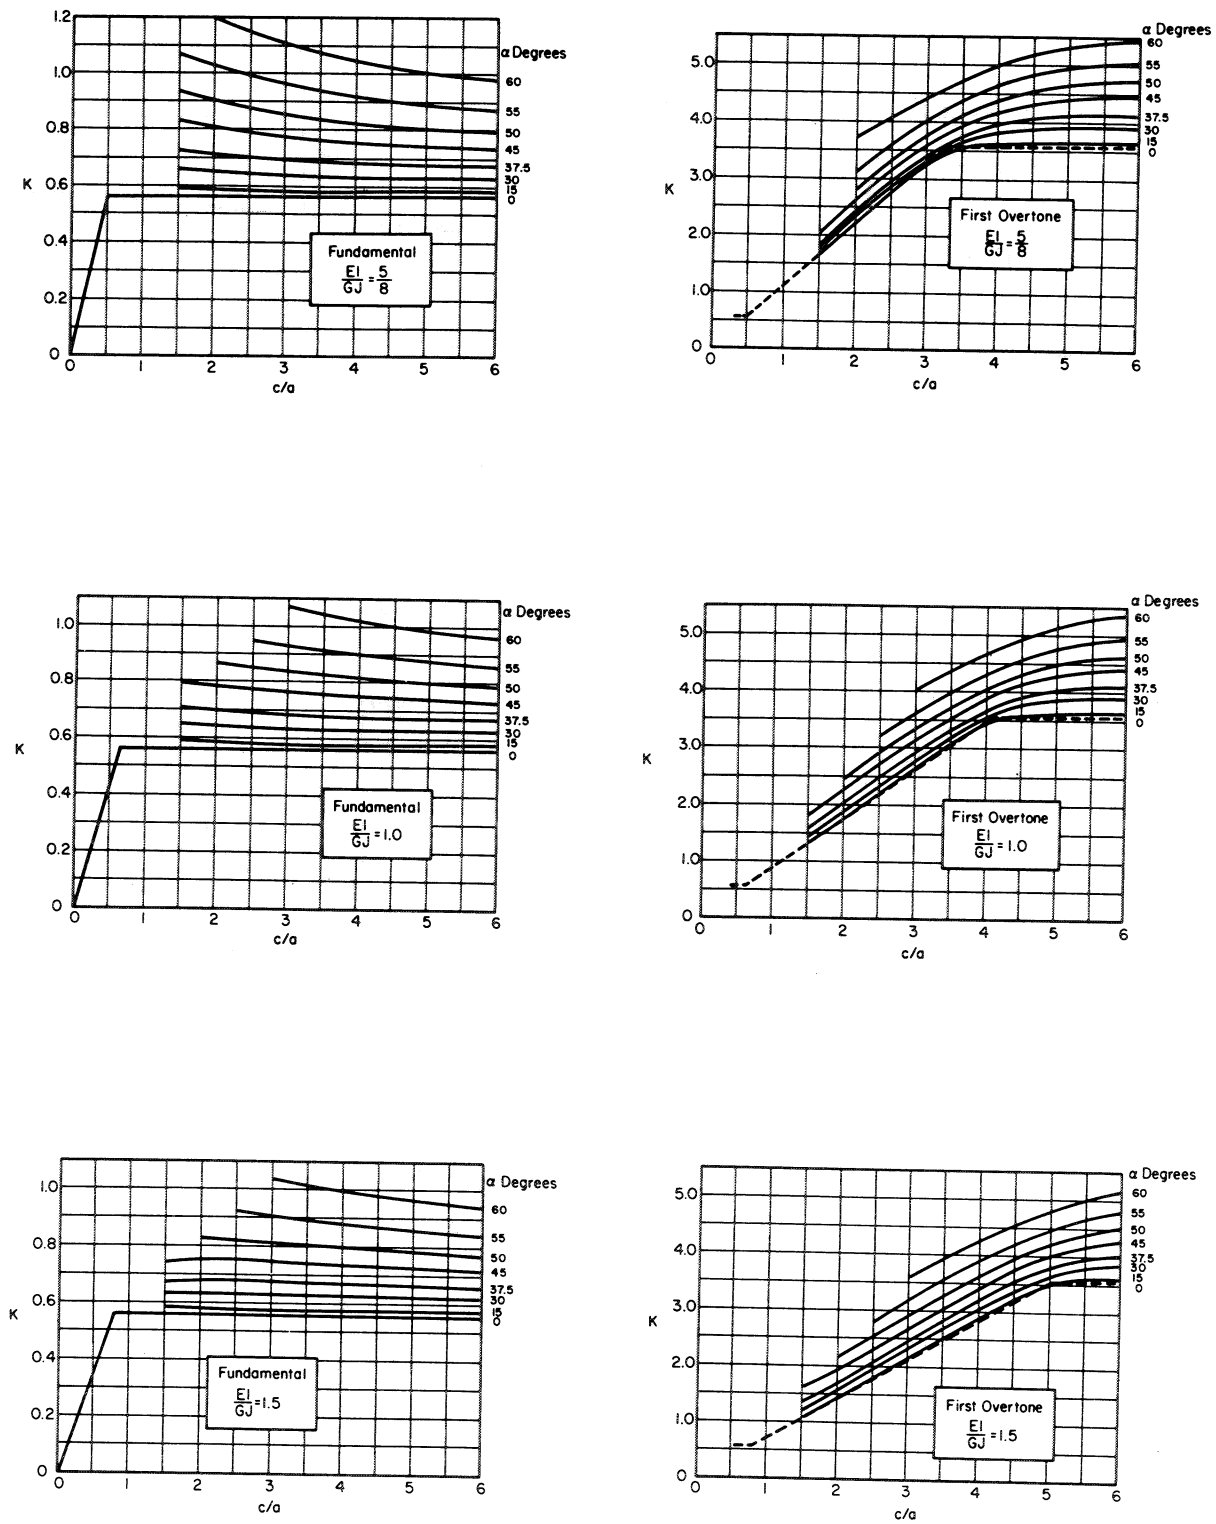 1.2
1.0
0.8
0.6
0.4
0.2
0
K
0 1 2 3 4 5 6
c/a
α Degrees
60
55
50
45
37.5
30
15
0
Fundamental
EI/GJ = 5/8
5.0
4.0
3.0
2.0
1.0
0
K
0 1 2 3 4 5 6
c/a
α Degrees
60
55
50
45
37.5
30
15
0
First Overtone
EI/GJ = 5/8
1.0
0.8
0.6
0.4
0.2
0
K
0 1 2 3 4 5 6
c/a
α Degrees
60
55
50
45
37.5
30
15
0
Fundamental
EI/GJ = 1.0
5.0
4.0
3.0
2.0
1.0
0
K
0 1 2 3 4 5 6
c/a
α Degrees
60
55
50
45
37.5
30
15
0
First Overtone
EI/GJ = 1.0
1.0
0.8
0.6
0.4
0.2
0
K
0 1 2 3 4 5 6
c/a
α Degrees
60
55
50
45
37.5
30
15
0
Fundamental
EI/GJ = 1.5
5.0
4.0
3.0
2.0
1.0
0
K
0 1 2 3 4 5 6
c/a
α Degrees
60
55
50
45
37.5
30
15
0
First Overtone
EI/GJ = 1.5